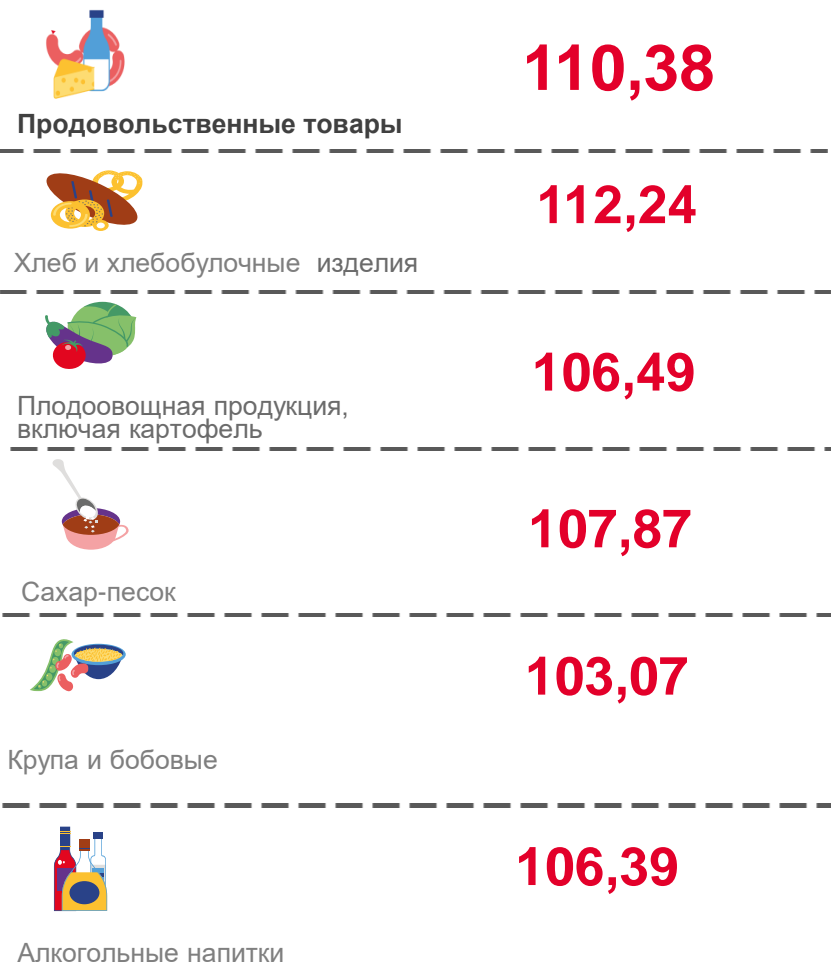 110,38
Продовольственные товары
112,24
Хлеб и хлебобулочные изделия
106,49
Плодоовощная продукция,
включая картофель
107,87
Сахар-песок
103,07
Крупа и бобовые
106,39
Алкогольные напитки